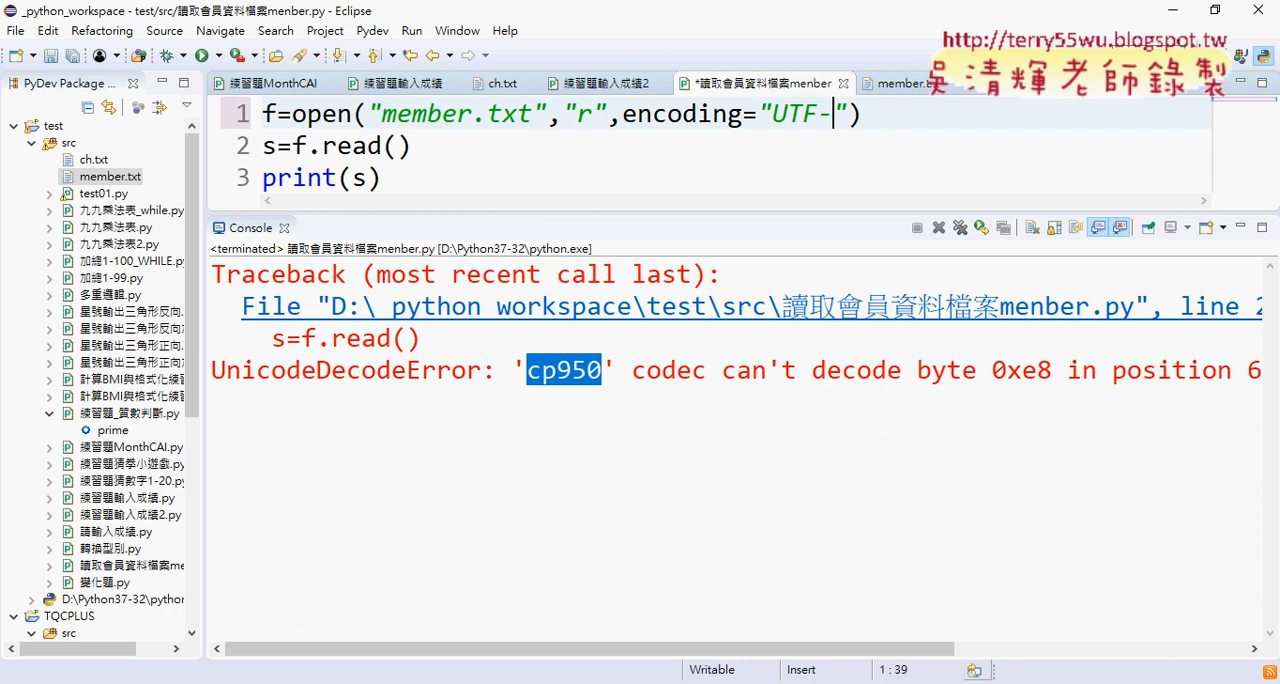 _python_workspace - test/src/讀取會員資料檔案menber.py - Eclipse
File Edit Refactoring Source Navigate Search Project Pydev Run Window Help
http://terry55wu.blogspot.tw
吳清輝老師錄製
PyDev Package ...
練習題MonthCAI
練習題輸入成績
ch.txt
練習題輸入成績2
*讀取會員資料檔案menber
member.t
test
src
ch.txt
member.txt
test01.py
九九乘法表_while.py
九九乘法表.py
九九乘法表2.py
加總1-100_WHILE.py
加總1-99.py
多重邏輯.py
星號輸出三角形反向.
星號輸出三角形反向.
星號輸出三角形正向.
星號輸出三角形正向.
計算BMI與格式化練習
計算BMI與格式化練習
練習題_質數判斷.py
prime
練習題MonthCAI.py
練習題猜拳小遊戲.py
練習題猜數字1-20.py
練習題輸入成績.py
練習題輸入成績2.py
請輸入成績.py
轉換型別.py
讀取會員資料檔案me
變化題.py
D:\Python37-32\python
TQCPLUS
src
1 f=open("member.txt","r",encoding="UTF-")
2 s=f.read()
3 print(s)
Console
<terminated> 讀取會員資料檔案menber.py [D:\Python37-32\python.exe]
Traceback (most recent call last):
File "D:\_python_workspace\test\src\讀取會員資料檔案menber.py", line 2
s=f.read()
UnicodeDecodeError: 'cp950' codec can't decode byte 0xe8 in position 6
Writable
Insert
1 : 39